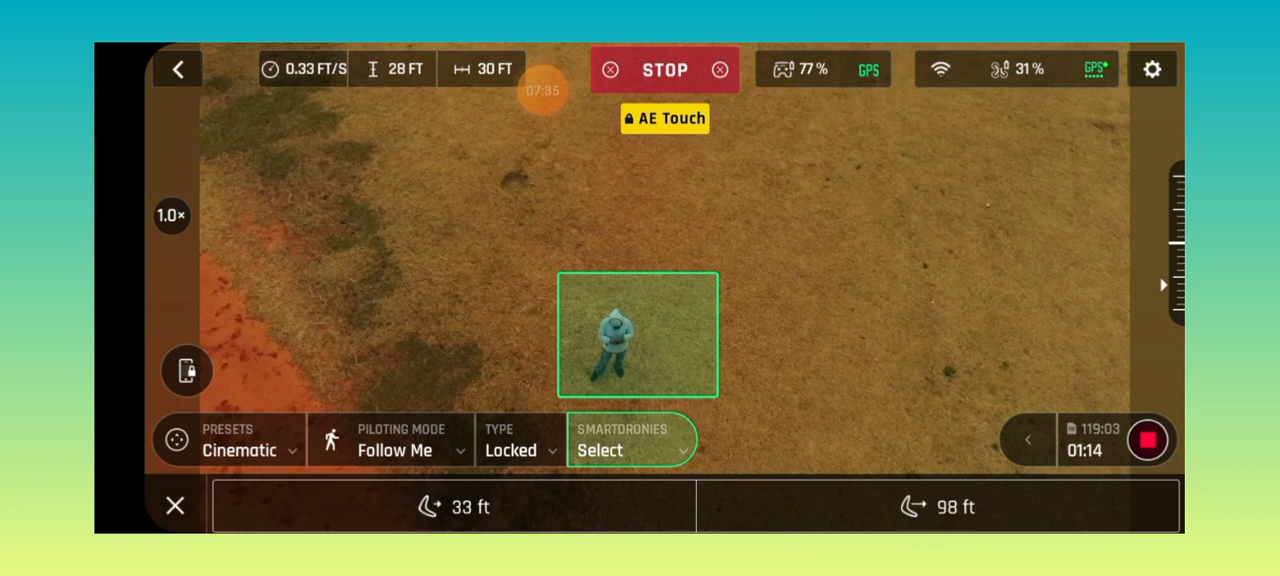 0.33 FT/S
28 FT
30 FT
07:35
STOP
77 %
GPS
31 %
GPS
AE Touch
1.0×
PRESETS
Cinematic
PILOTING MODE
Follow Me
TYPE
Locked
SMARTDRONIES
Select
119:03
01:14
33 ft
98 ft